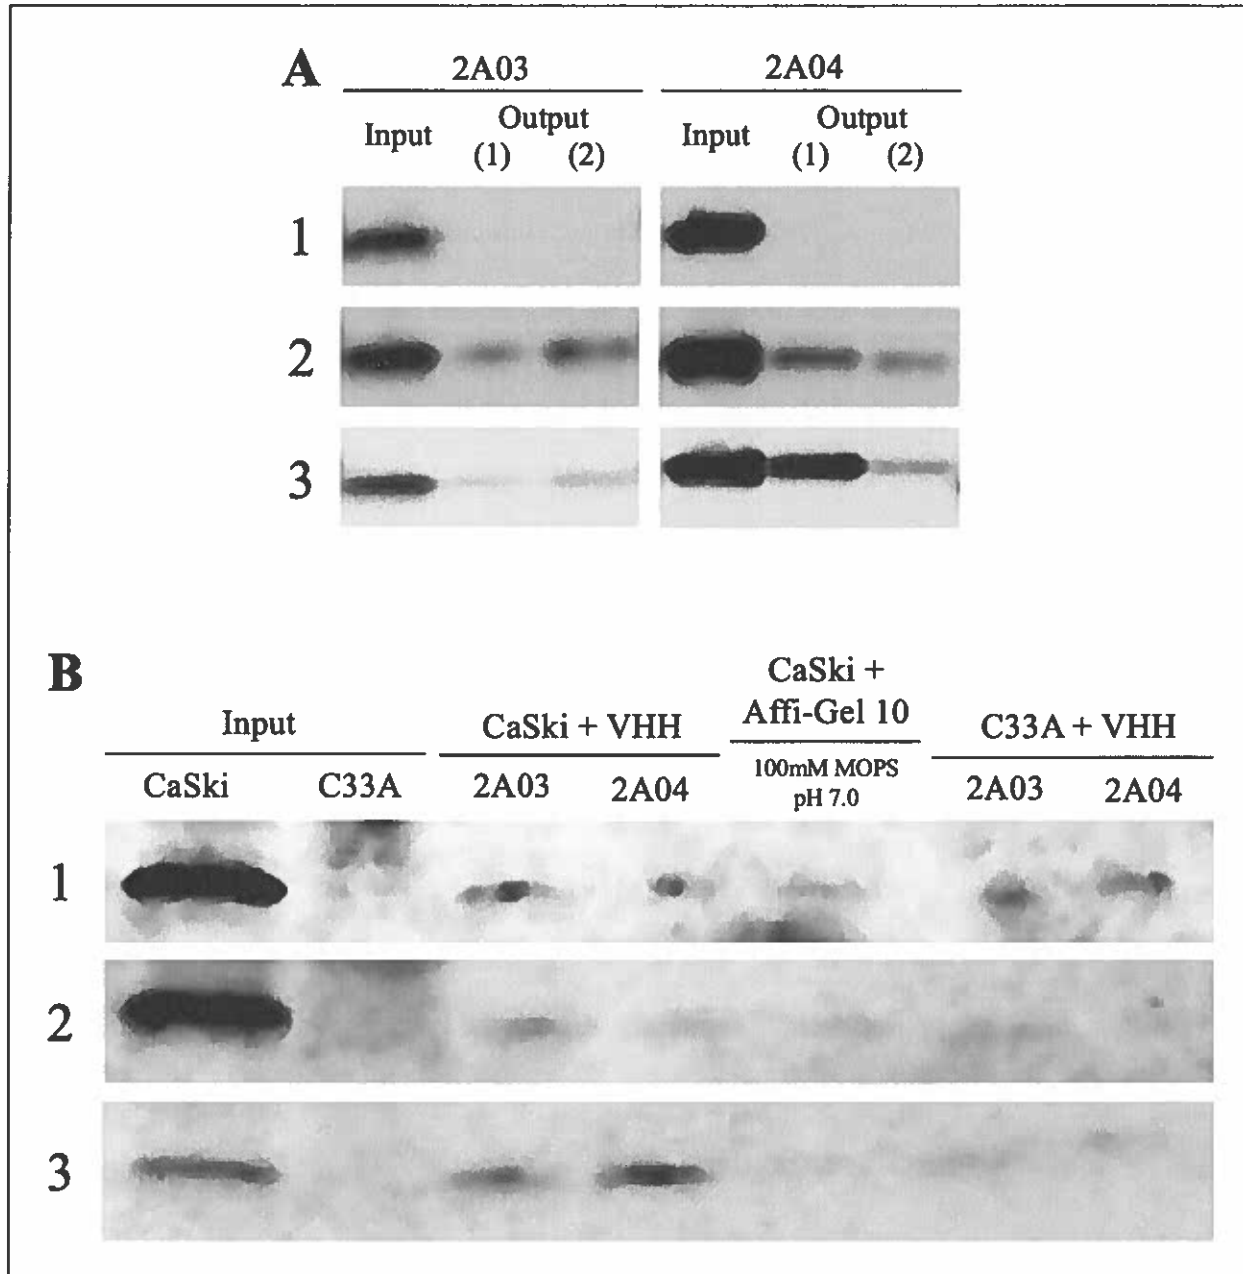 A
2A03 2A04
Input Output Input Output
(1) (2) (1) (2)
1
2
3
B
CaSki +
Input CaSki + VHH Affi-Gel 10 C33A + VHH
CaSki C33A 2A03 2A04 100mM MOPS 2A03 2A04
pH 7.0
1
2
3